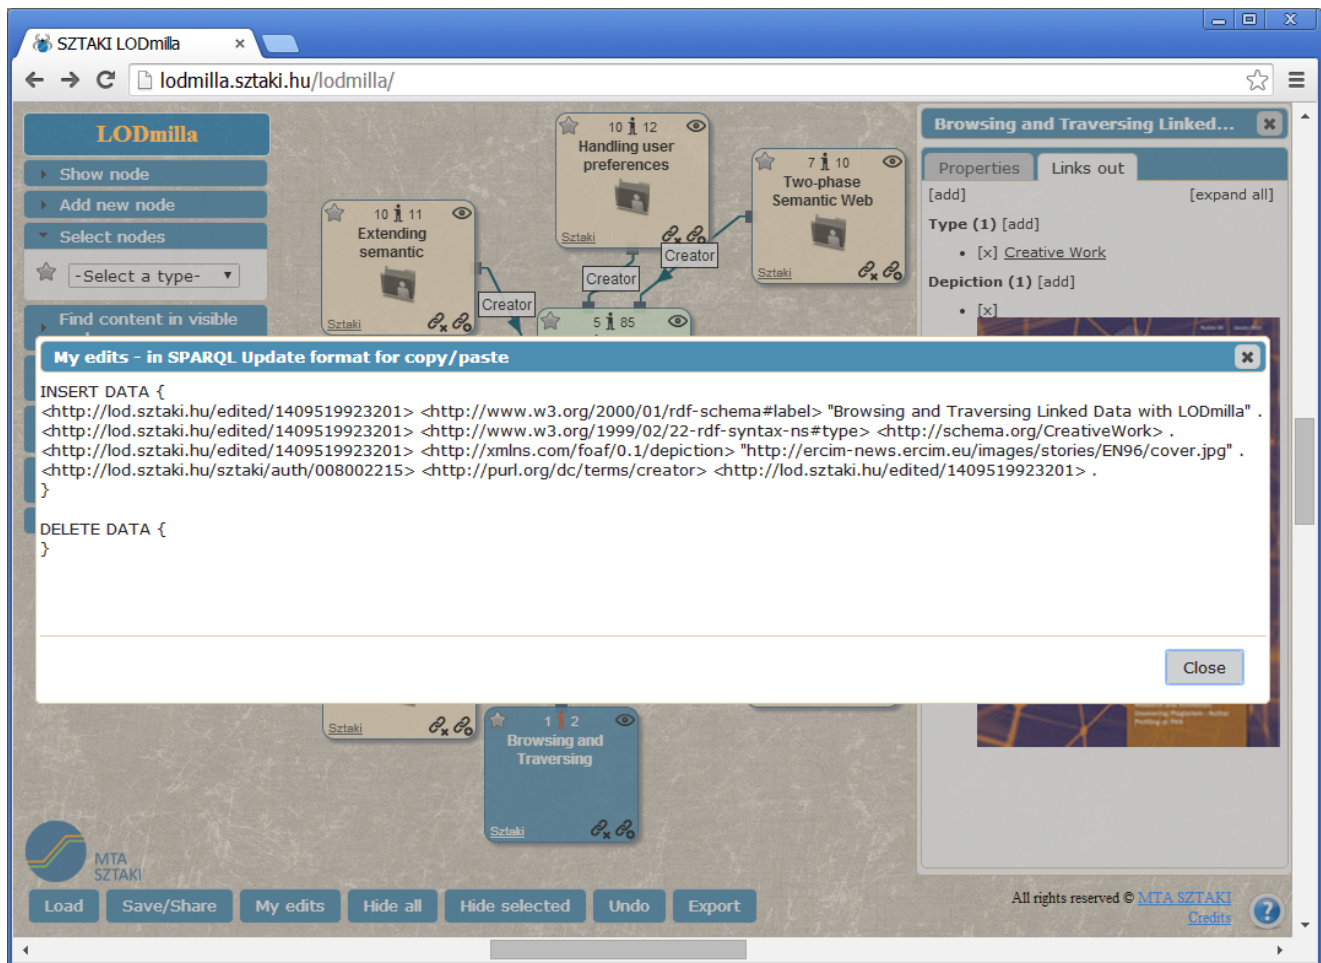 SZTAKI LODmilla
lodmilla.sztaki.hu/lodmilla/
LODmilla
Show node
Add new node
Select nodes
-Select a type-
Find content in visible
10 11
Extending
semantic
Sztaki
10 12
Handling user
preferences
Sztaki
7 10
Two-phase
Semantic Web
Sztaki
Creator
Creator
Creator
5 85
Browsing and Traversing Linked...
Properties
Links out
[add]
[expand all]
Type (1) [add]
[x] Creative Work
Depiction (1) [add]
[x]
My edits - in SPARQL Update format for copy/paste
INSERT DATA {
<http://lod.sztaki.hu/edited/1409519923201> <http://www.w3.org/2000/01/rdf-schema#label> "Browsing and Traversing Linked Data with LODmilla" .
<http://lod.sztaki.hu/edited/1409519923201> <http://www.w3.org/1999/02/22-rdf-syntax-ns#type> <http://schema.org/CreativeWork> .
<http://lod.sztaki.hu/edited/1409519923201> <http://xmlns.com/foaf/0.1/depiction> "http://ercim-news.ercim.eu/images/stories/EN96/cover.jpg" .
<http://lod.sztaki.hu/sztaki/auth/008002215> <http://purl.org/dc/terms/creator> <http://lod.sztaki.hu/edited/1409519923201> .
}
DELETE DATA {
}
Close
Sztaki
1 2
Browsing and
Traversing
Sztaki
MTA
SZTAKI
Load
Save/Share
My edits
Hide all
Hide selected
Undo
Export
All rights reserved © MTA SZTAKI
Credits